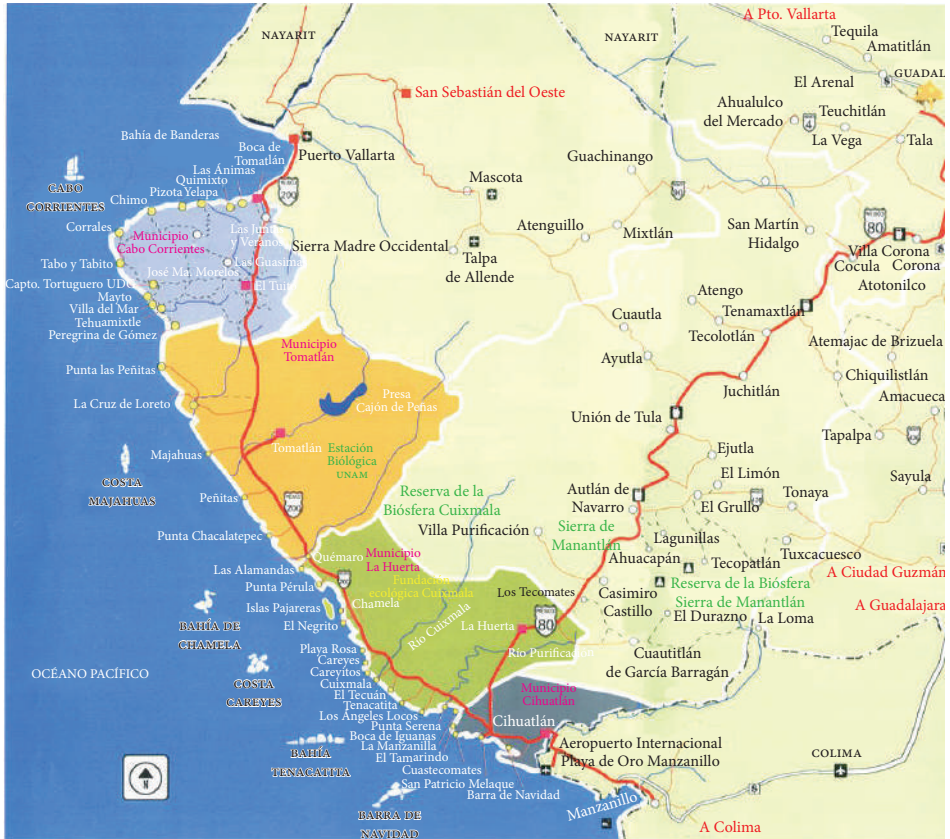 A Pto. Vallarta
NAYARIT
NAYARIT
Tequila
Amatitlán
GUADAL
El Arenal
San Sebastián del Oeste
Ahualulco
del Mercado
4
Teuchitlán
La Vega
Tala
Bahía de Banderas
Boca de
Tomatlán
Puerto Vallarta
Las Ánimas
Quimixto
Pizota Yelapa
Chimo
CABO
CORRIENTES
MEXICO
200
Mascota
Guachinango
90
Corrales
Municipio
Cabo Corrientes
Las Juntas
y Verano
Sierra Madre Occidental
Atenguillo
Mixtlán
San Martín
Hidalgo
MEXICO
80
Villa Corona
Cocula
Corona
Atotonilco
Talpa
de Allende
Tabo y Tabito
Las Guasimas
José Ma. Morelos
Capto. Tortuguero UDG
El Tuito
Mayto
Villa del Mar
Tehuamixtle
Peregrina de Gómez
Atengo
Tenamaxtlán
Tecolotlán
Cuautla
Ayutla
Atemajac de Brizuela
Chiquilistlán
Juchitlán
Amacueca
Municipio
Tomatlán
Punta las Peñitas
Presa
Cajón de Peñas
La Cruz de Loreto
Tomatlán
Unión de Tula
Tapalpa
Majahuas
Estación
Biológica
UNAM
Ejutla
El Limón
Sayula
COSTA
MAJAHUAS
Peñitas
MEXICO
200
Reserva de la
Biósfera Cuixmala
Autlán de
Navarro
El Grullo
Tonaya
Villa Purificación
Sierra de
Manantlán
Lagunillas
Punta Chacalatepec
Ahuacapán
Tecopatlán
Tuxcacuesco
Quémaro
Municipio
La Huerta
Las Alamandas
Fundación
ecológica Cuixmala
200
Punta Pérula
Los Tecomates
Casimiro
Castillo
Reserva de la Biósfera
Sierra de Manantlán
A Ciudad Guzmán
A Guadalajara
Islas Pajareras
Chamela
El Negrito
Río Cuixmala
La Huerta
80
El Durazno
La Loma
BAHÍA DE
CHAMELA
Río Purificación
Cuautitlán
de García Barragán
Playa Rosa
Careyes
Careyitos
Cuixmala
El Tecuán
Tenacatita
Los Ángeles Locos
Punta Serena
Boca de Iguanas
La Manzanilla
El Tamarindo
Cuastecomates
San Patricio Melaque
Barra de Navidad
OCÉANO PACÍFICO
COSTA
CAREYES
Municipio
Cihuatlán
Cihuatlán
BAHÍA
TENACATITA
Aeropuerto Internacional
Playa de Oro Manzanillo
COLIMA
N
BARRA DE
NAVIDAD
Manzanillo
A Colima